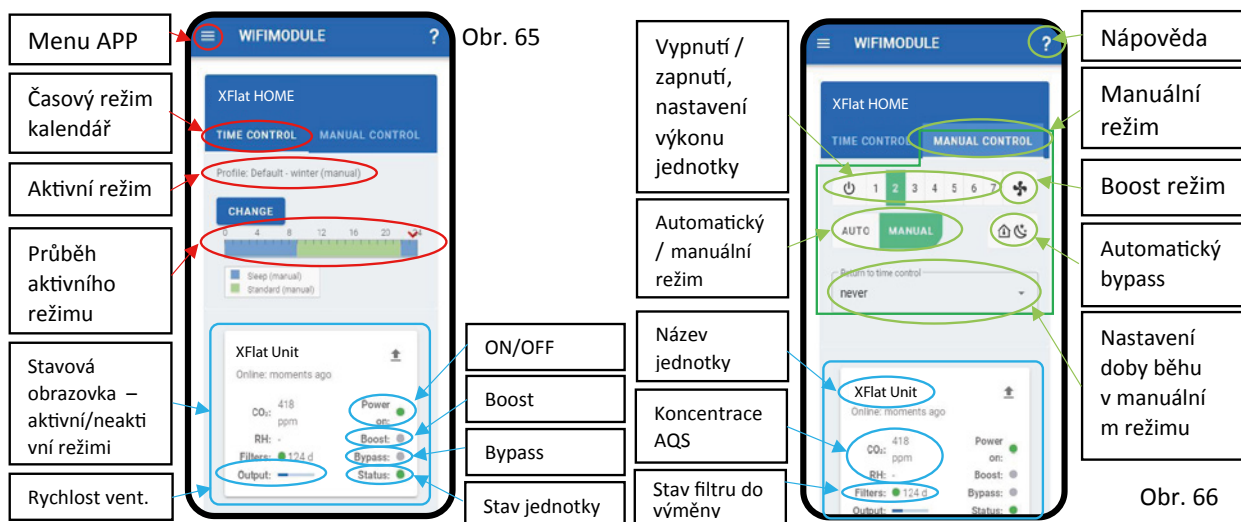 Menu APP
Časový režim
kalendář
Aktivní režim
Průběh
aktivního
režimu
Stavová
obrazovka –
aktivní/neakti
vní režimi
Rychlost vent.
WIFIMODULE
?
Obr. 65
XFlat HOME
TIME CONTROL MANUAL CONTROL
Profile: Default - winter (manual)
CHANGE
0 4 8 12 16 20 24
Sleep (manual)
Standard (manual)
XFlat Unit
Online: moments ago
CO₂: 418
ppm
Power
on:
RH: -
Boost:
Filters: 124 d
Bypass:
Output:
Status:
ON/OFF
Boost
Bypass
Stav jednotky
Vypnutí /
zapnutí,
nastavení
výkonu
jednotky
Automatický
/ manuální
režim
Název
jednotky
Koncentrace
AQS
Stav filtru do
výměny
WIFIMODULE
?
XFlat HOME
TIME CONTROL MANUAL CONTROL
1 2 3 4 5 6 7
AUTO MANUAL
Return to time control
never
XFlat Unit
Online: moments ago
CO₂: 418
ppm
Power
on:
RH: -
Boost:
Filters: 124 d
Bypass:
Output:
Status:
Nápověda
Manuální
režim
Boost režim
Automatický
bypass
Nastavení
doby běhu
v manuální
m režimu
Obr. 66